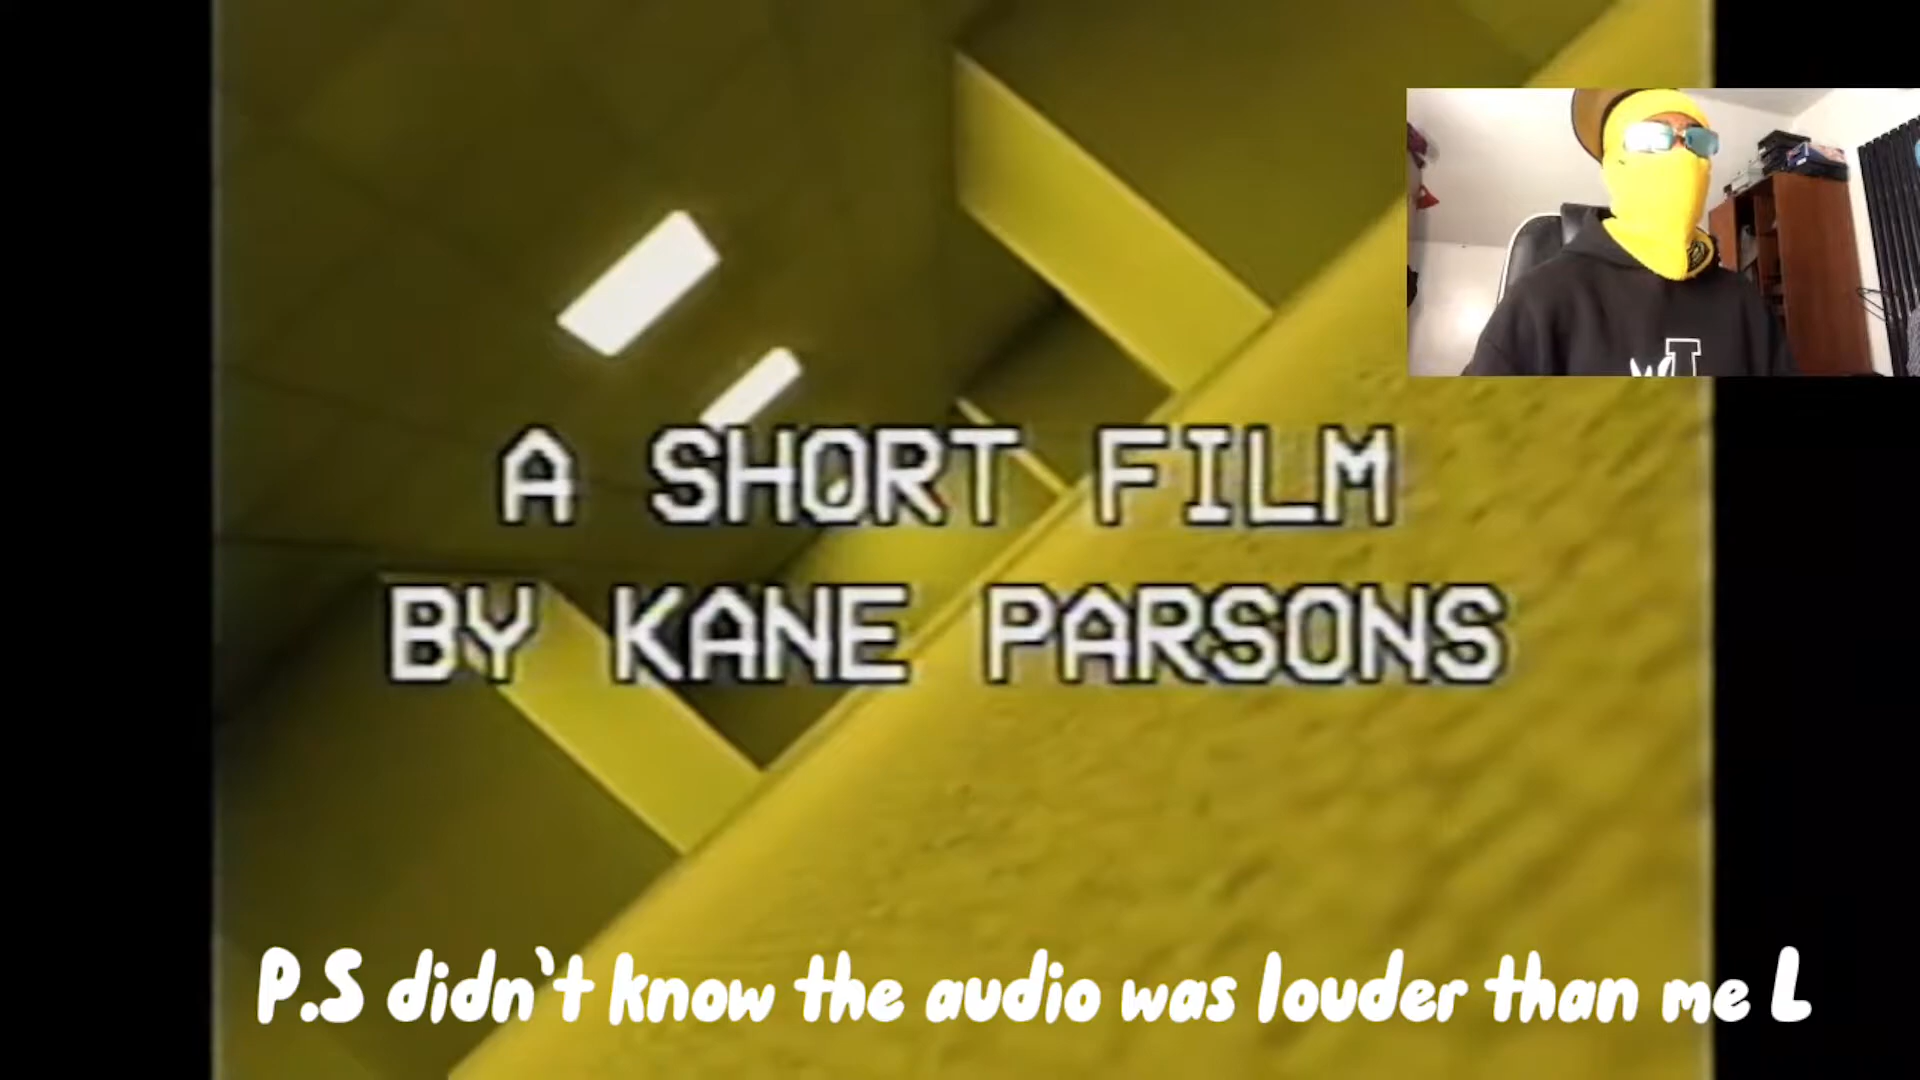 A SHORT FILM
BY KANE PARSONS
P.S didn't know the audio was louder than me L